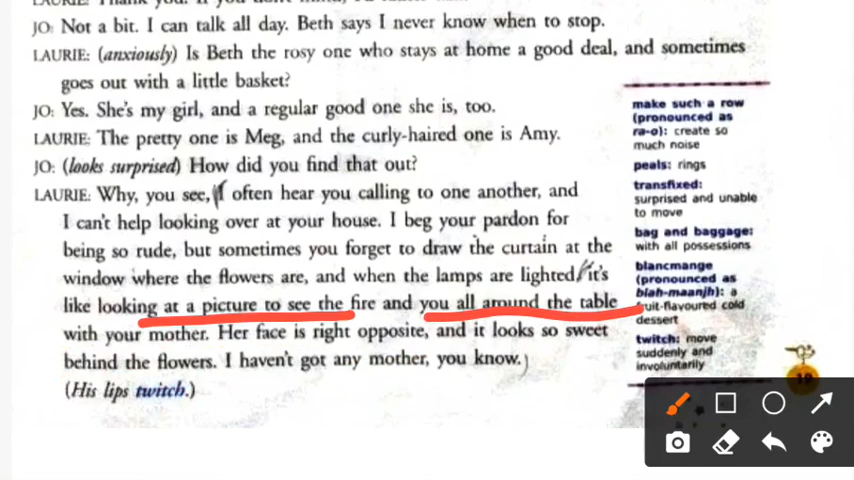 JO: Not a bit. I can talk all day. Beth says I never know when to stop.
LAURIE: (anxiously) Is Beth the rosy one who stays at home a good deal, and sometimes
goes out with a little basket?
JO: Yes. She's my girl, and a regular good one she is, too.
LAURIE: The pretty one is Meg, and the curly-haired one is Amy.
JO: (looks surprised) How did you find that out?
LAURIE: Why, you see, I often hear you calling to one another, and
I can't help looking over at your house. I beg your pardon for
being so rude, but sometimes you forget to draw the curtain at the
window where the flowers are, and when the lamps are lighted it's
like looking at a picture to see the fire and you all around the table
with your mother. Her face is right opposite, and it looks so sweet
behind the flowers. I haven't got any mother, you know.
(His lips twitch.)
make such a row
(pronounced as
ra-o): create so
much noise
peals: rings
transfixed:
surprised and unable
to move
bag and baggage:
with all possessions
blancmange
(pronounced as
blah-maanjh): a
fruit-flavoured cold
dessert
twitch: move
suddenly and
involuntarily
19